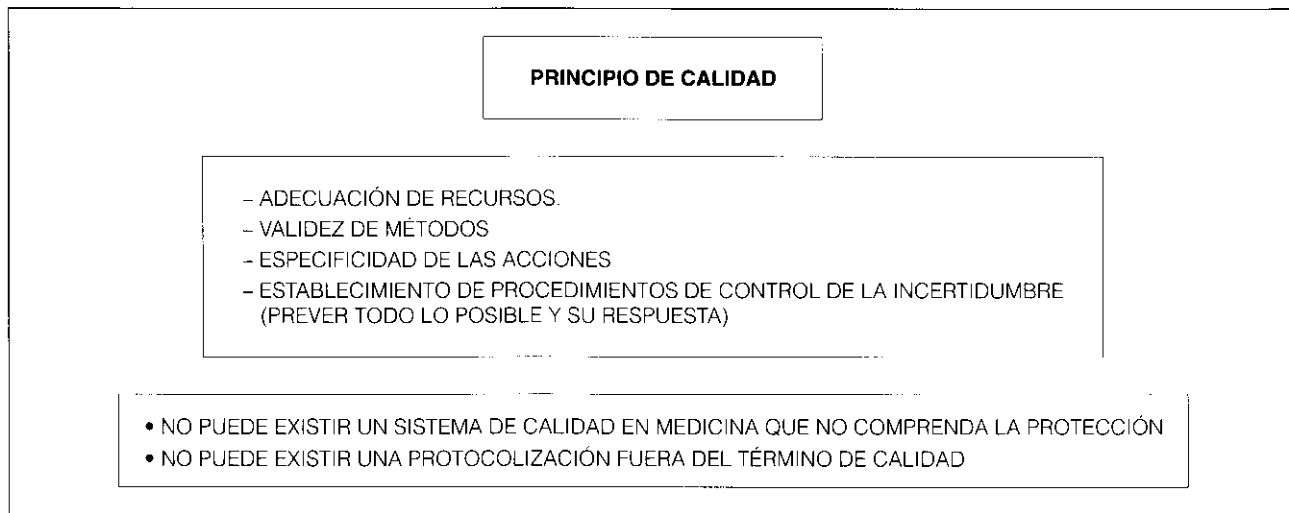 PRINCIPIO DE CALIDAD
– ADECUACIÓN DE RECURSOS.
– VALIDEZ DE MÉTODOS
– ESPECIFICIDAD DE LAS ACCIONES
– ESTABLECIMIENTO DE PROCEDIMIENTOS DE CONTROL DE LA INCERTIDUMBRE
(PREVER TODO LO POSIBLE Y SU RESPUESTA)
• NO PUEDE EXISTIR UN SISTEMA DE CALIDAD EN MEDICINA QUE NO COMPRENDA LA PROTECCIÓN
• NO PUEDE EXISTIR UNA PROTOCOLIZACIÓN FUERA DEL TÉRMINO DE CALIDAD